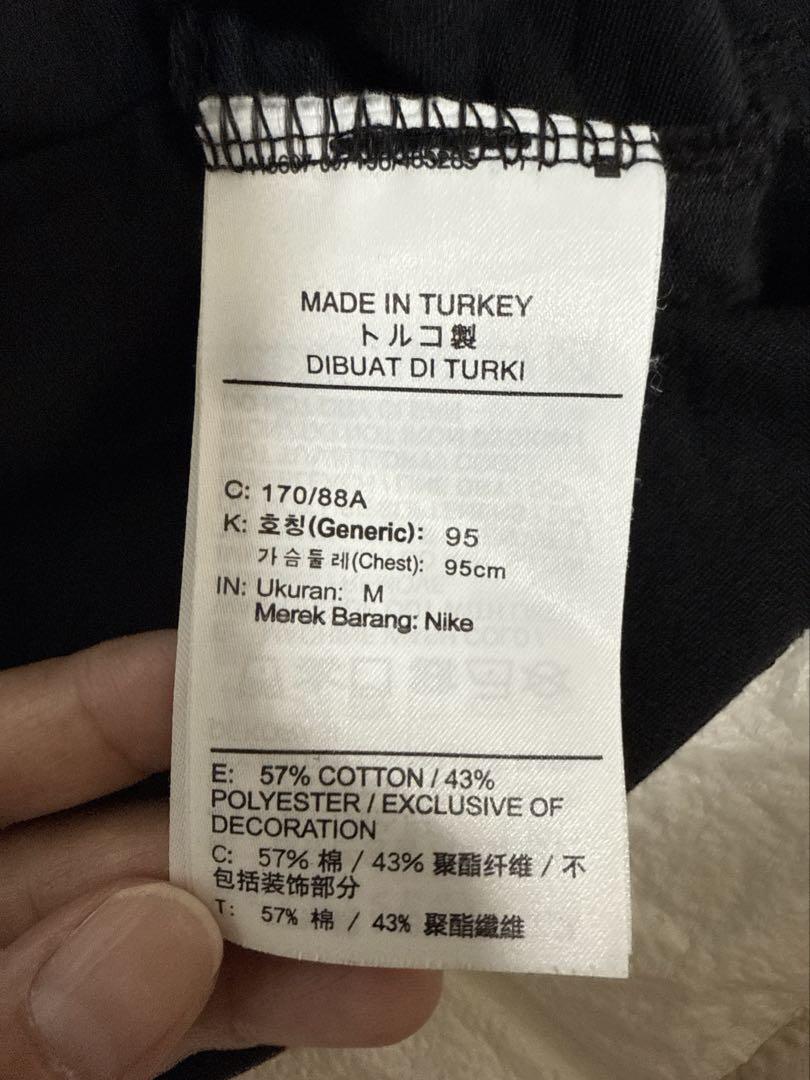 MADE IN TURKEY
トルコ製
DIBUAT DI TURKI
C: 170/88A
K: 호칭(Generic): 95
가슴둘레(Chest): 95cm
IN: Ukuran: M
Merek Barang: Nike
E: 57% COTTON / 43%
POLYESTER / EXCLUSIVE OF
DECORATION
C: 57% 棉 / 43% 聚酯纤维 / 不
包括装饰部分
T: 57% 棉 / 43% 聚酯纖維